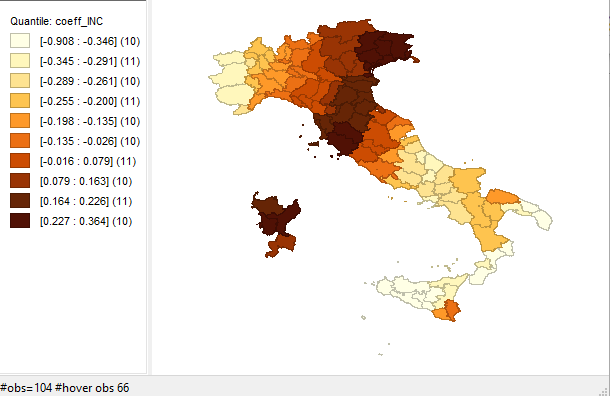 Quantile: coeff_INC
[-0.908 : -0.346] (10)
[-0.345 : -0.291] (11)
[-0.289 : -0.261] (10)
[-0.255 : -0.200] (11)
[-0.198 : -0.135] (10)
[-0.135 : -0.026] (10)
[-0.016 : 0.079] (11)
[0.079 : 0.163] (10)
[0.164 : 0.226] (11)
[0.227 : 0.364] (10)
#obs=104 #hover obs 66